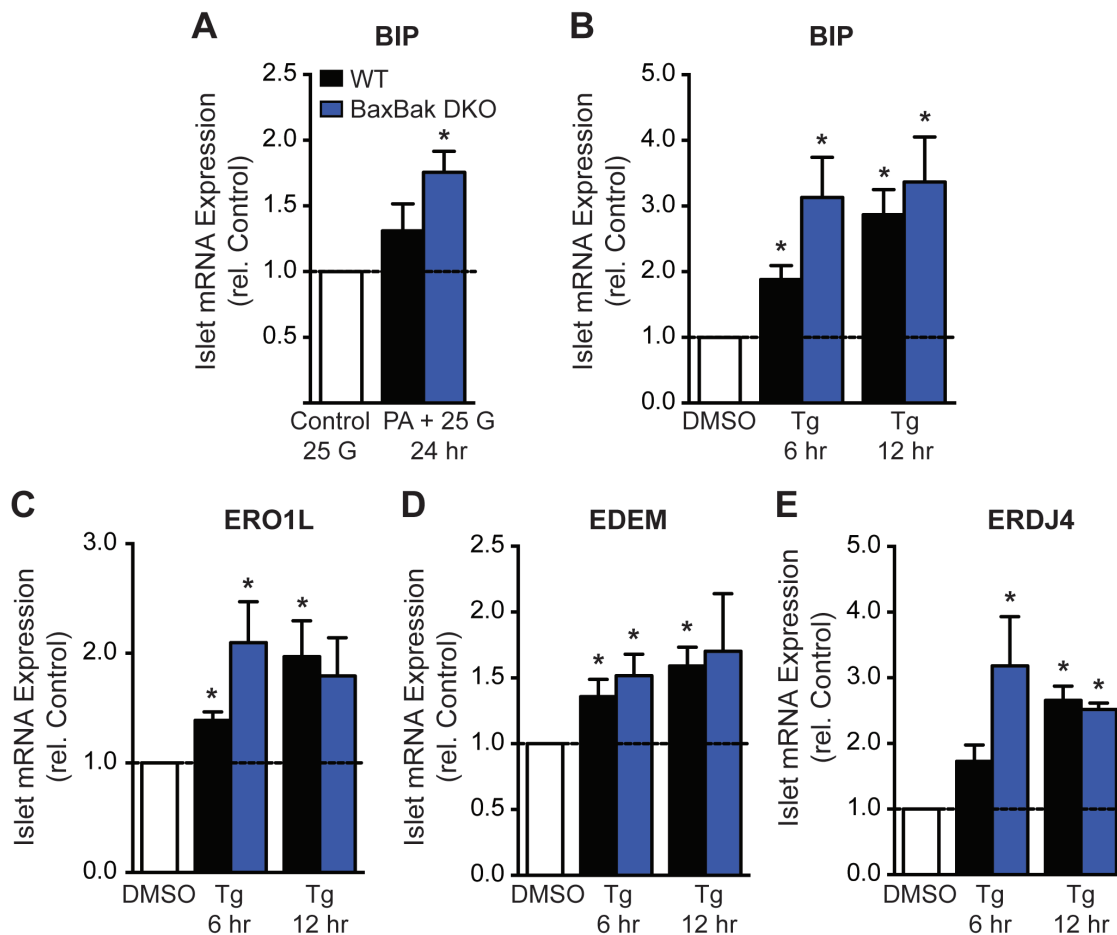 A
BIP
Islet mRNA Expression
(rel. Control)
2.5
2.0
1.5
1.0
0.5
WT
BaxBak DKO
*
Control
25 G
PA + 25 G
24 hr
B
BIP
Islet mRNA Expression
(rel. Control)
5.0
4.0
3.0
2.0
1.0
0.0
*
*
*
*
DMSO
Tg
6 hr
Tg
12 hr
C
ERO1L
Islet mRNA Expression
(rel. Control)
3.0
2.0
1.0
0.0
*
*
*
DMSO
Tg
6 hr
Tg
12 hr
D
EDEM
Islet mRNA Expression
(rel. Control)
2.5
2.0
1.5
1.0
0.5
0.0
*
*
*
DMSO
Tg
6 hr
Tg
12 hr
E
ERDJ4
Islet mRNA Expression
(rel. Control)
5.0
4.0
3.0
2.0
1.0
0.0
*
*
*
DMSO
Tg
6 hr
Tg
12 hr